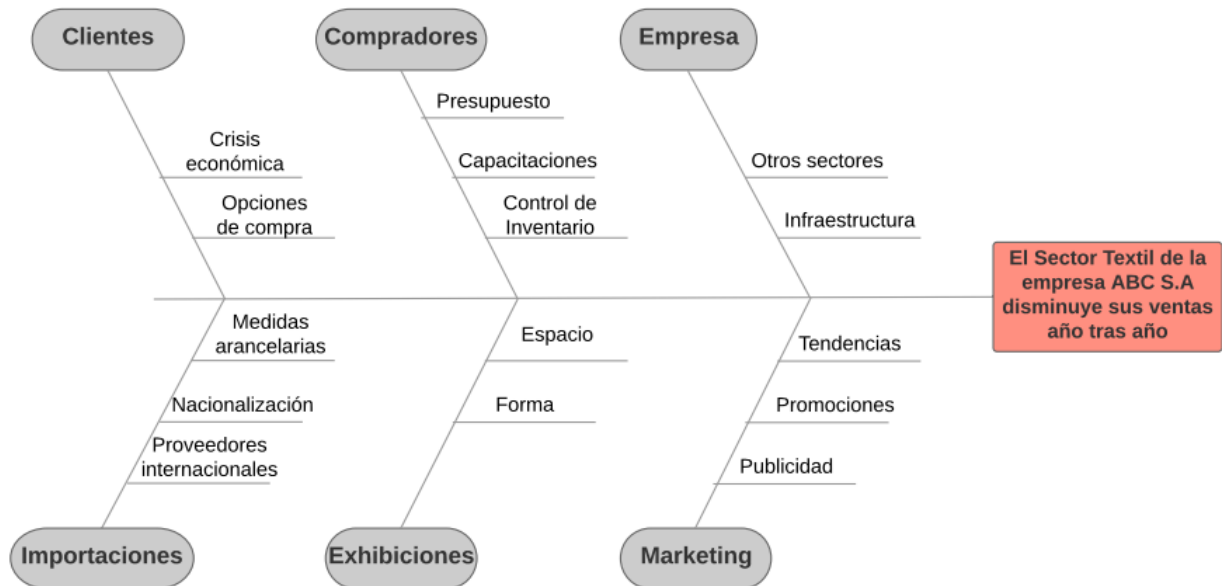 Clientes
Compradores
Empresa
Presupuesto
Crisis
económica
Capacitaciones
Otros sectores
Opciones
de compra
Control de
Inventario
Infraestructura
El Sector Textil de la
empresa ABC S.A
disminuye sus ventas
año tras año
Medidas
arancelarias
Espacio
Tendencias
Nacionalización
Forma
Promociones
Proveedores
internacionales
Publicidad
Importaciones
Exhibiciones
Marketing